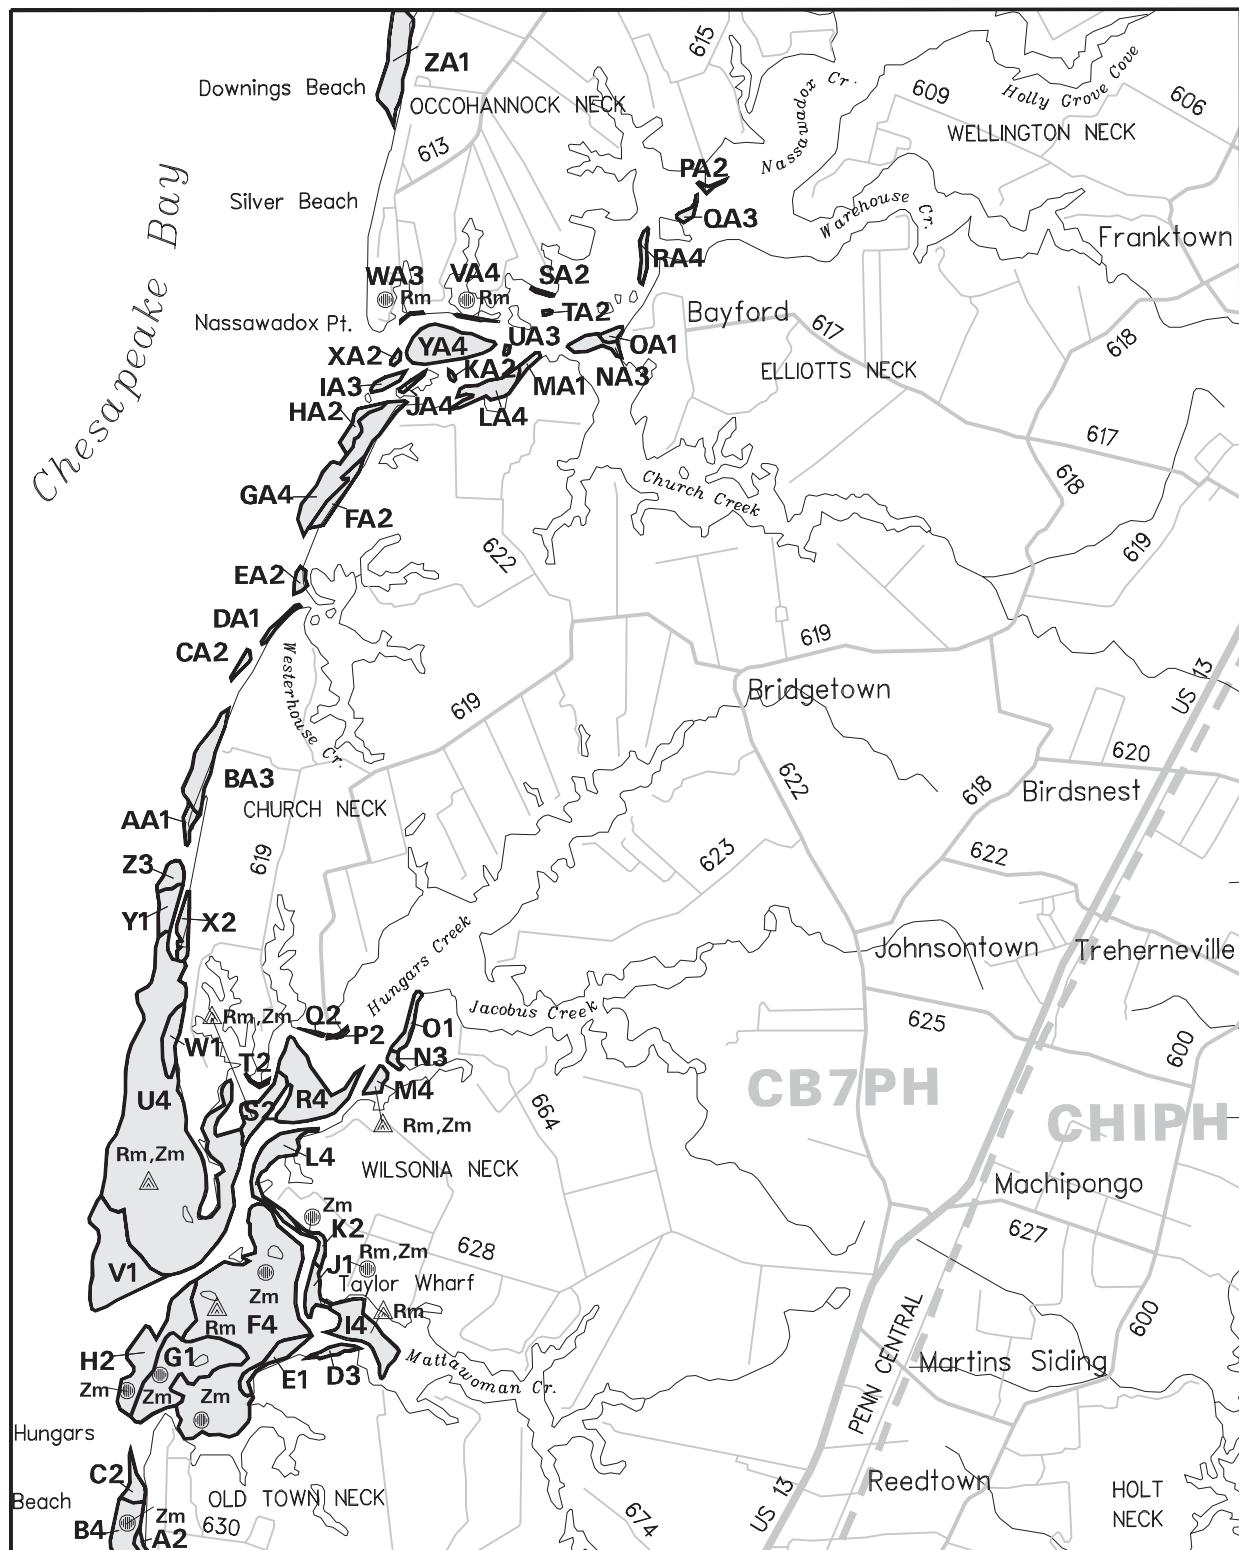 ZA1
Downings Beach
OCCOHANNOCK NECK
615
Nassawadox Cr.
609
Holly Grove Cove
606
WELLINGTON NECK
613
Silver Beach
PA2
QA3
Warehouse Cr.
Franktown
Chesapeake Bay
RA4
WA3
VA4
SA2
Rm
Rm
TA2
Bayford
617
618
Nassawadox Pt.
XA2
YA4
UA3
OA1
IA3
KA2
MA1
NA3
ELLIOTTS NECK
HA2
JA4
LA4
617
618
GA4
FA2
Church Creek
619
622
EA2
DA1
CA2
Westerhouse Cr.
619
619
Bridgetown
US 13
620
BA3
622
618
Birdsnest
AA1
CHURCH NECK
619
623
622
Z3
Y1
X2
Hungars Creek
Johnsontown
Treherneville
Rm,Zm
Q2
P2
Jacobus Creek
O1
625
600
W1
T2
N3
U4
S2
R4
M4
664
CB7PH
CHIPH
Rm,Zm
Rm,Zm
L4
WILSONIA NECK
Machipongo
Zm
K2
628
627
V1
J1
Rm,Zm
Taylor Wharf
Zm
Rm
F4
I4
Rm
600
PENN CENTRAL
H2
G1
E1
D3
Mattawoman Cr.
Martins Siding
Zm
Zm
Zm
Hungars
C2
Reedtown
Beach
OLD TOWN NECK
HOLT
NECK
B4
Zm
A2
630
674
US 13